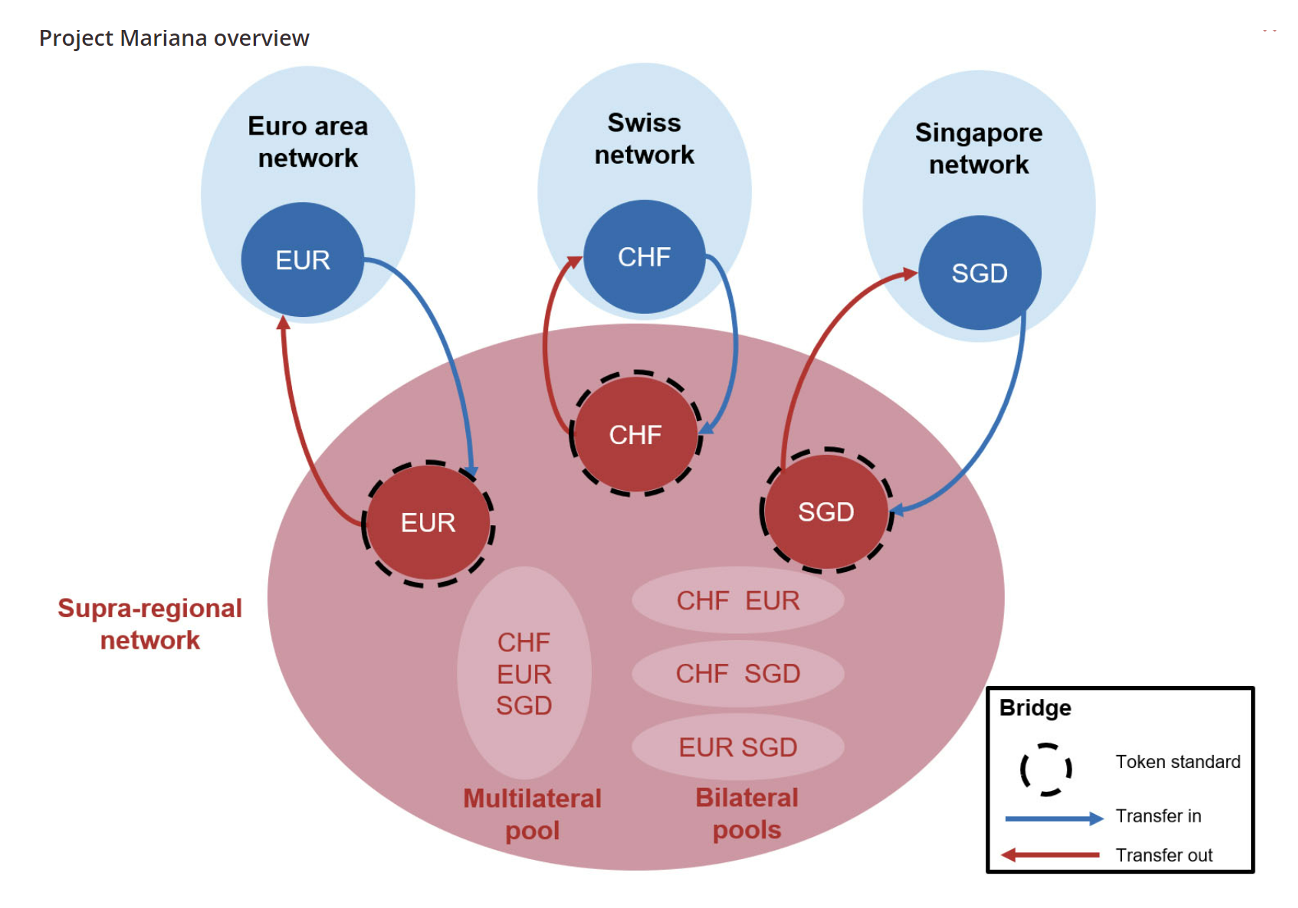 Project Mariana overview
Euro area
network
Swiss
network
Singapore
network
EUR
CHF
SGD
CHF
EUR
SGD
Supra-regional
network
CHF
EUR
SGD
Multilateral
pool
CHF EUR
CHF SGD
EUR SGD
Bilateral
pools
Bridge
Token standard
Transfer in
Transfer out